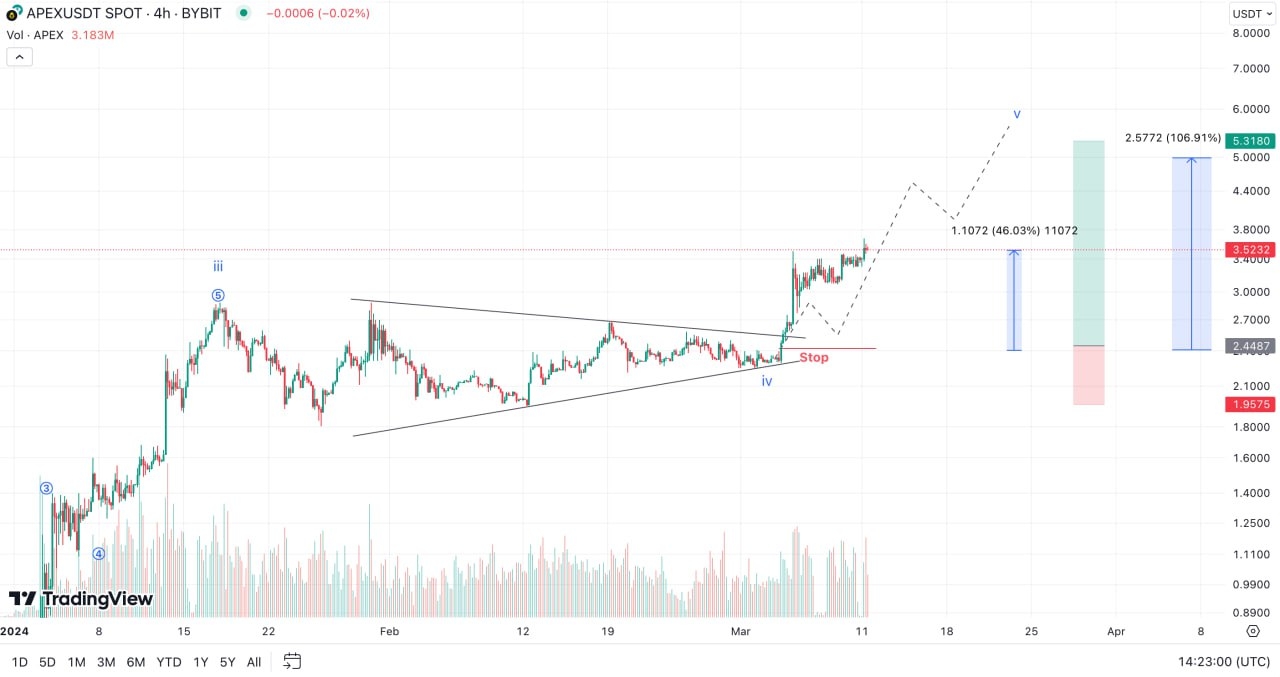 APEXUSDT SPOT · 4h · BYBIT −0.0006 (−0.02%)
Vol · APEX 3.183M
USDT
8.0000
7.0000
6.0000
5.3180
5.0000
4.4000
3.8000
3.5232
3.4000
3.0000
2.7000
2.4487
2.1000
1.9575
1.8000
1.6000
1.4000
1.2500
1.1100
0.9900
0.8900
v
2.5772 (106.91%)
1.1072 (46.03%) 11072
iii
5
Stop
iv
3
4
TradingView
2024 8 15 22 Feb 12 19 Mar 11 18 25 Apr 8
1D 5D 1M 3M 6M YTD 1Y 5Y All
14:23:00 (UTC)